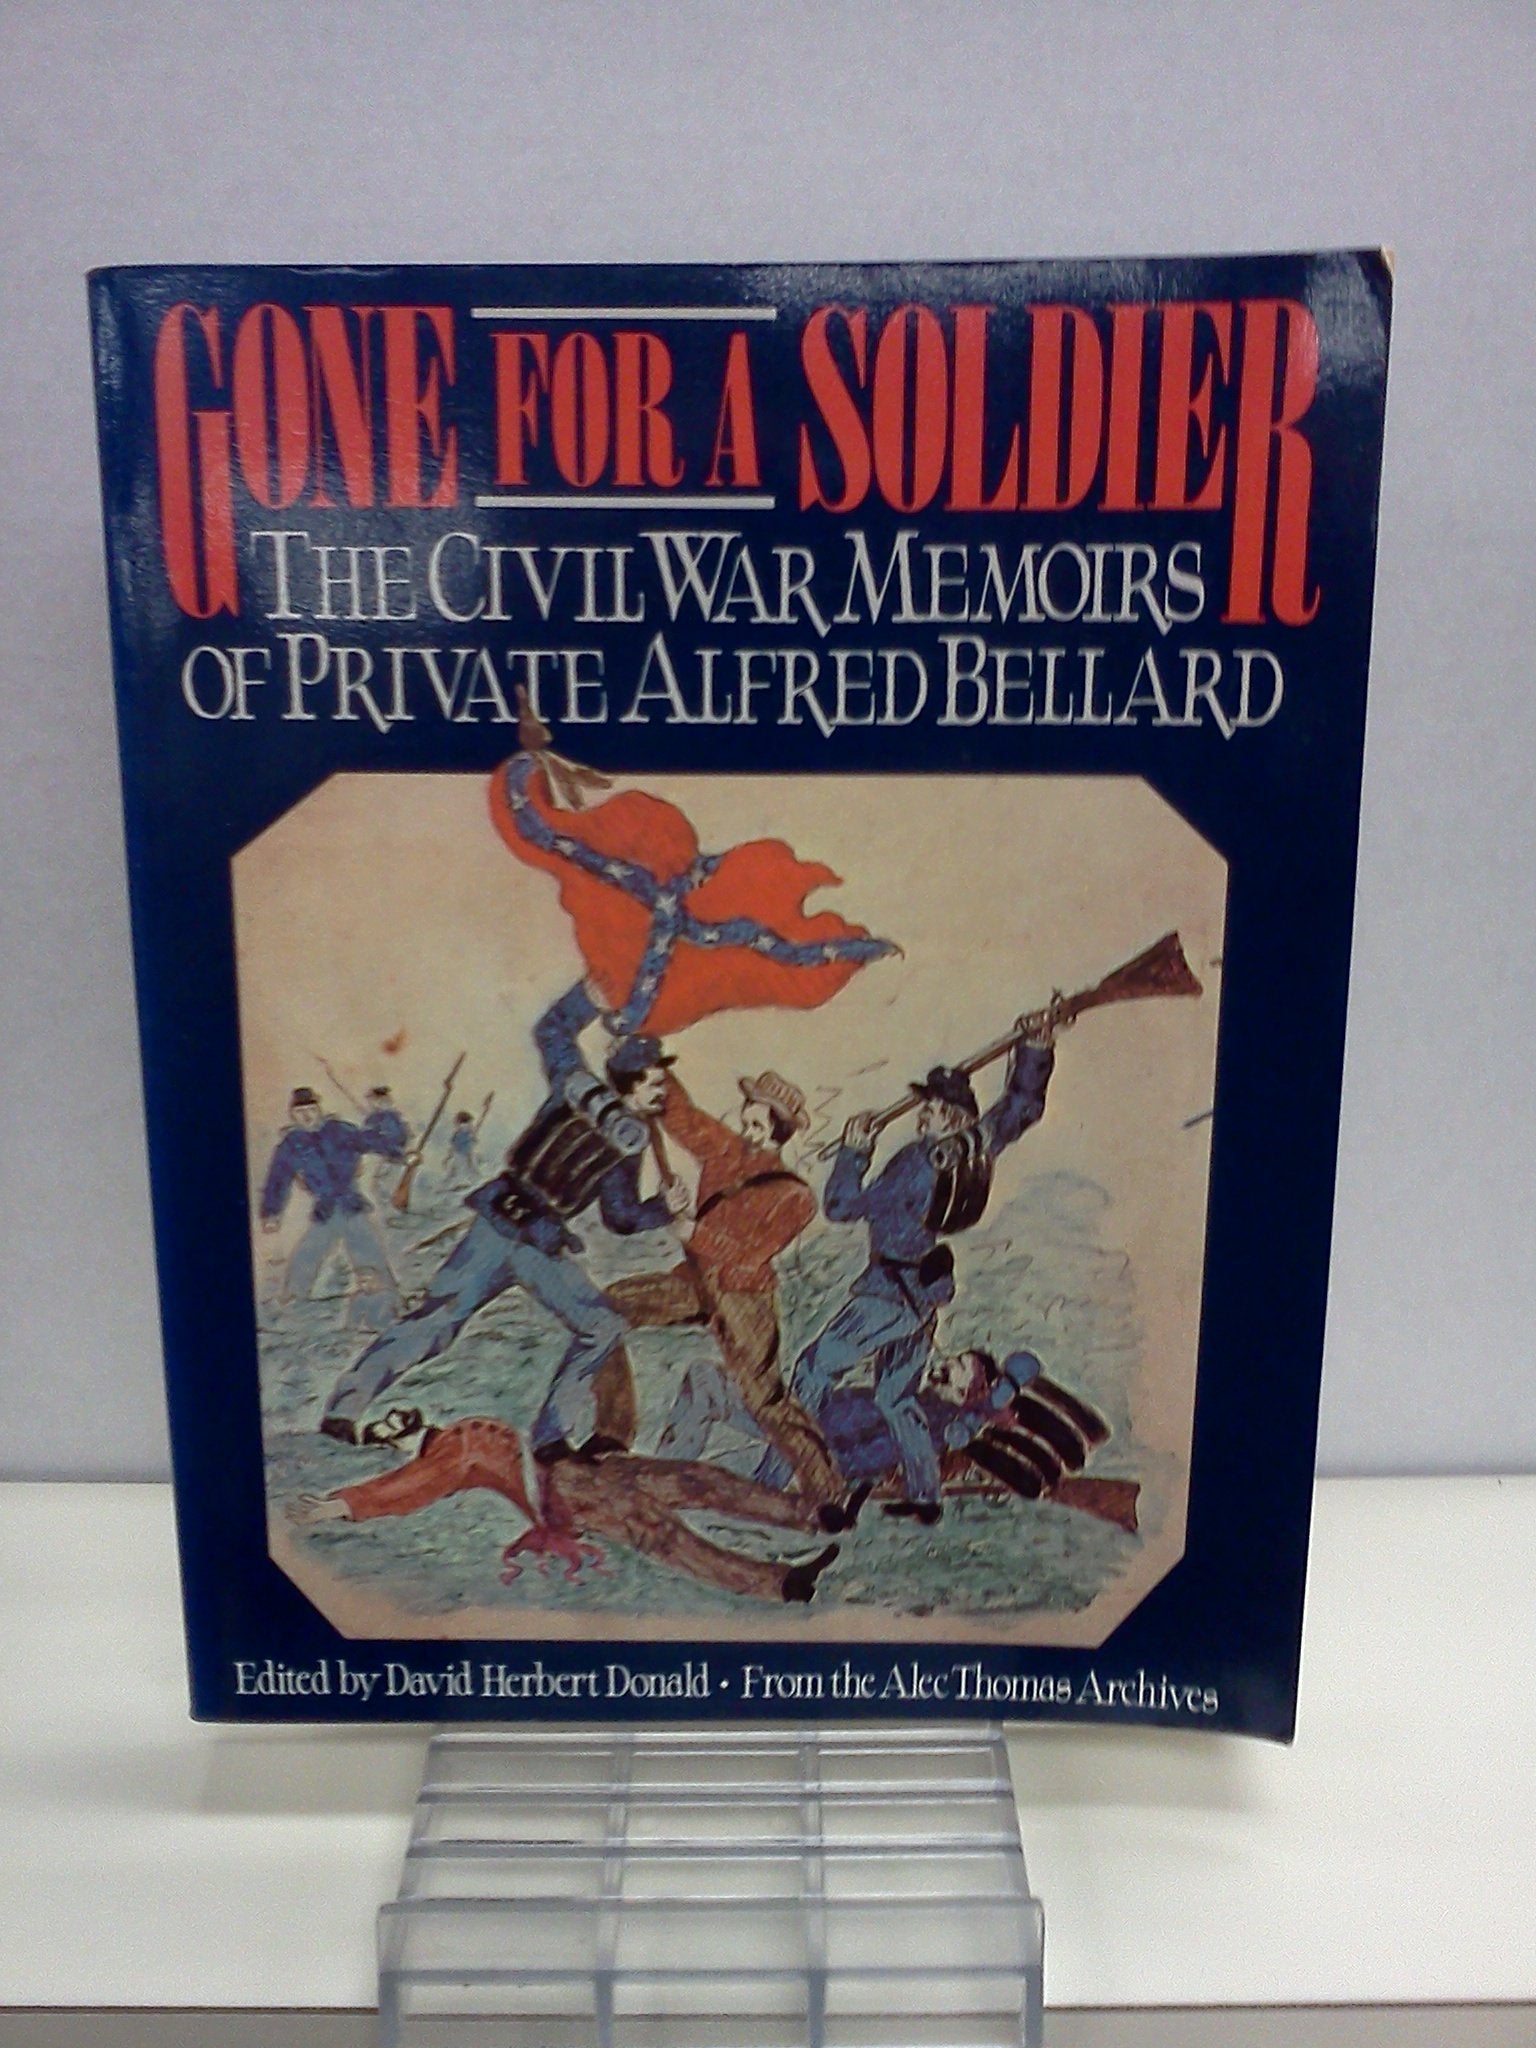 GONE FOR A SOLDIER
THE CIVIL WAR MEMOIRS
OF PRIVATE ALFRED BELLARD
Edited by David Herbert Donald • From the Alec Thomas Archives